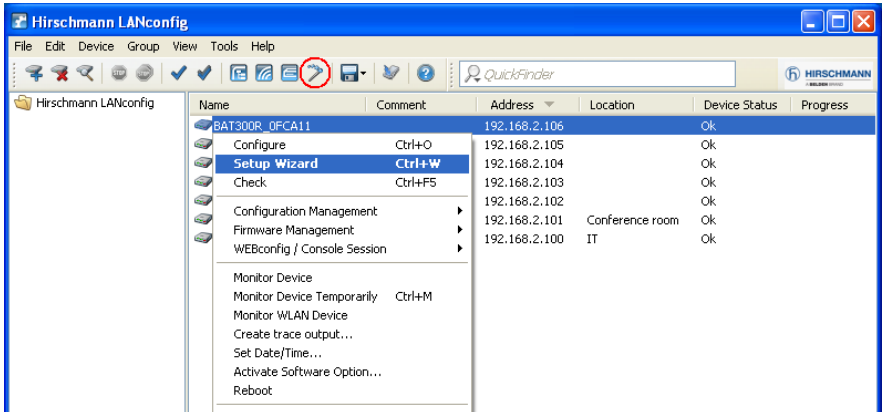 Hirschmann LANconfig
File Edit Device Group View Tools Help
QuickFinder
HIRSCHMANN
A BELDEN BRAND
Hirschmann LANconfig
Name Comment Address Location Device Status Progress
BAT300R_0FCA11 192.168.2.106 Ok
Configure Ctrl+O 192.168.2.105 Ok
Setup Wizard Ctrl+W 192.168.2.104 Ok
Check Ctrl+F5 192.168.2.103 Ok
192.168.2.102 Ok
Configuration Management 192.168.2.101 Conference room Ok
Firmware Management 192.168.2.100 IT Ok
WEBconfig / Console Session
Monitor Device
Monitor Device Temporarily Ctrl+M
Monitor WLAN Device
Create trace output...
Set Date/Time...
Activate Software Option...
Reboot